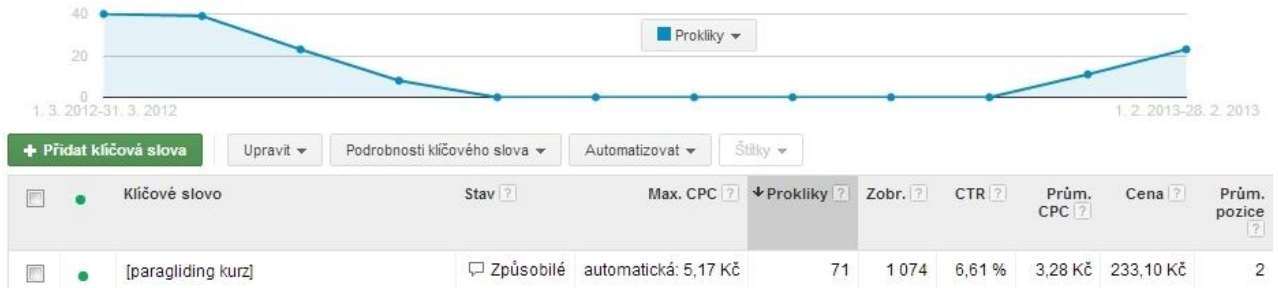 40
Prokliky
20
0
1. 3. 2012-31. 3. 2012
1. 2. 2013-28. 2. 2013
+ Přidat klíčová slova Upravit Podrobnosti klíčového slova Automatizovat Štítky
Klíčové slovo Stav ? Max. CPC ? Prokliky ? Zobr. ? CTR ? Prům. CPC ? Cena ? Prům. pozice ?
[paragliding kurz] Způsobilé automatická: 5,17 Kč 71 1 074 6,61 % 3,28 Kč 233,10 Kč 2